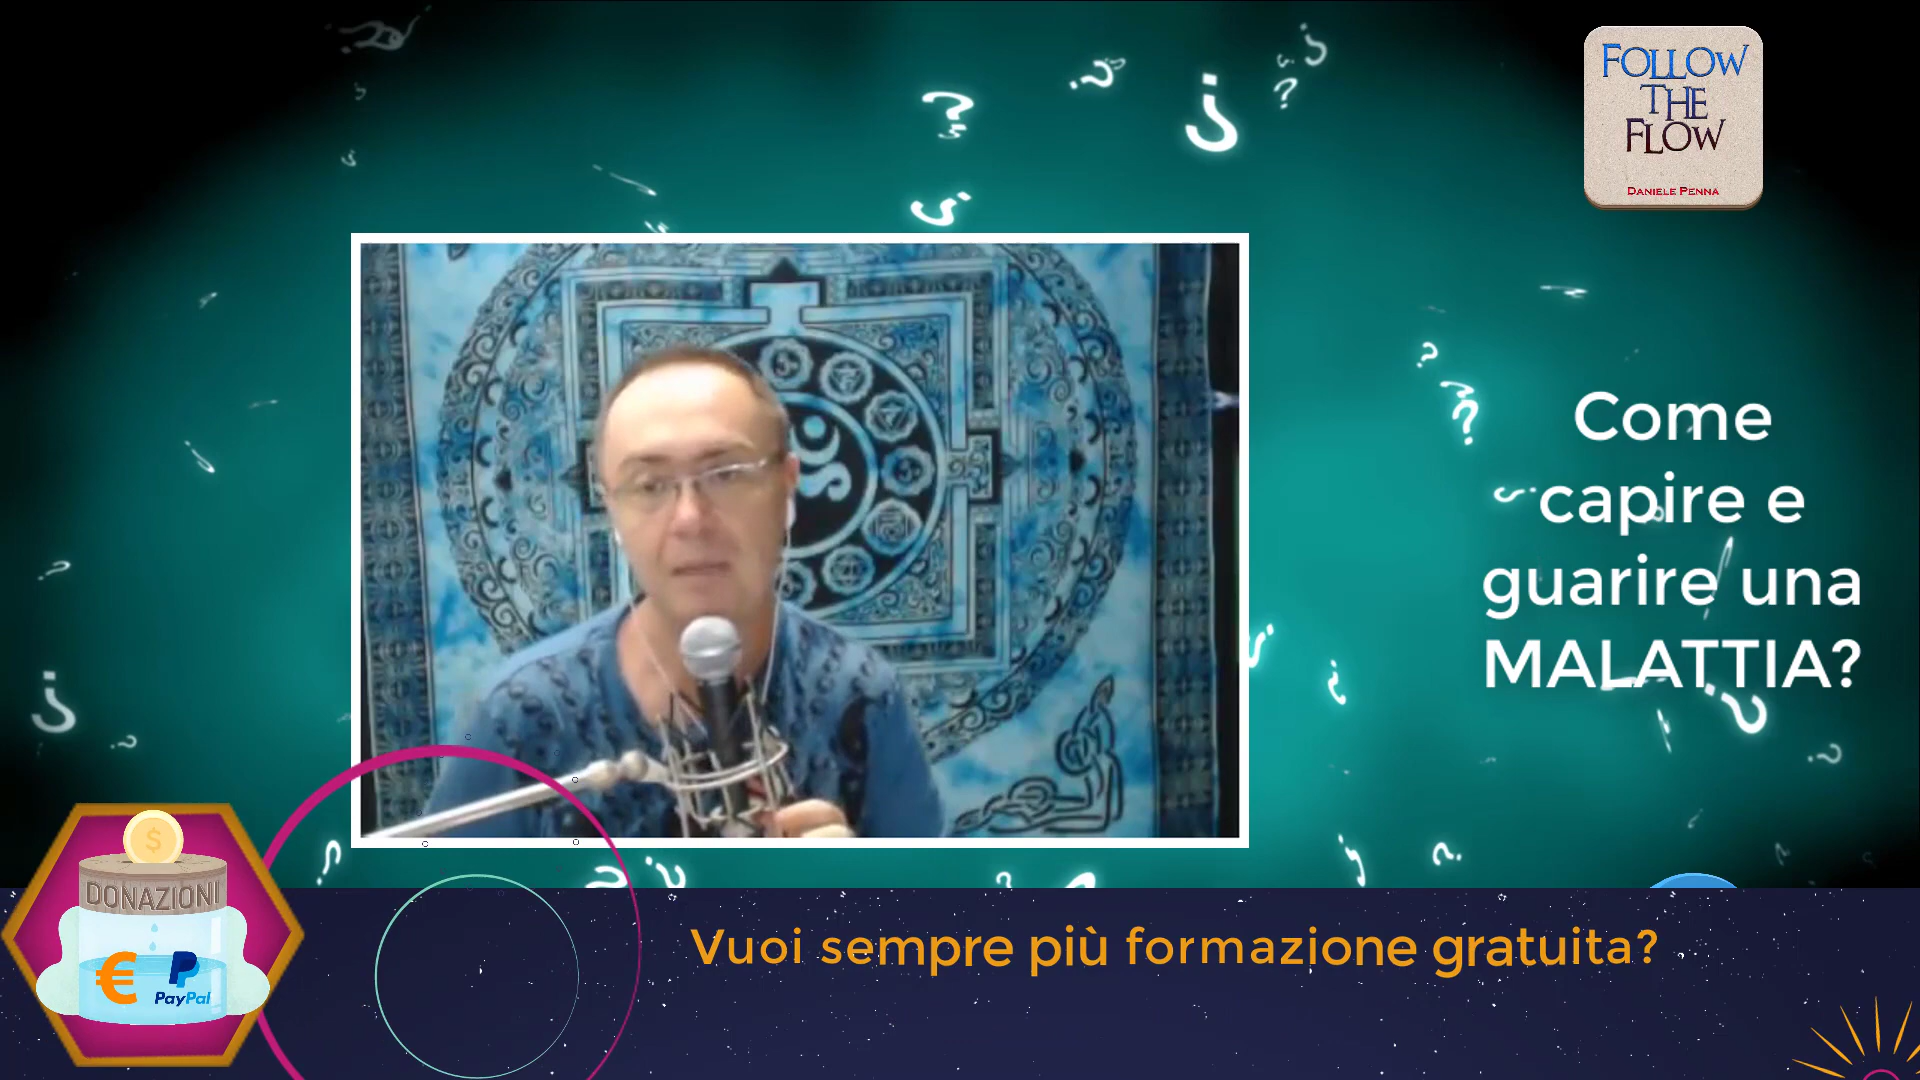 FOLLOW
THE
FLOW
DANIELE PENNA
Come
capire e
guarire una
MALATTIA?
DONAZIONI
€
PayPal
Vuoi sempre più formazione gratuita?